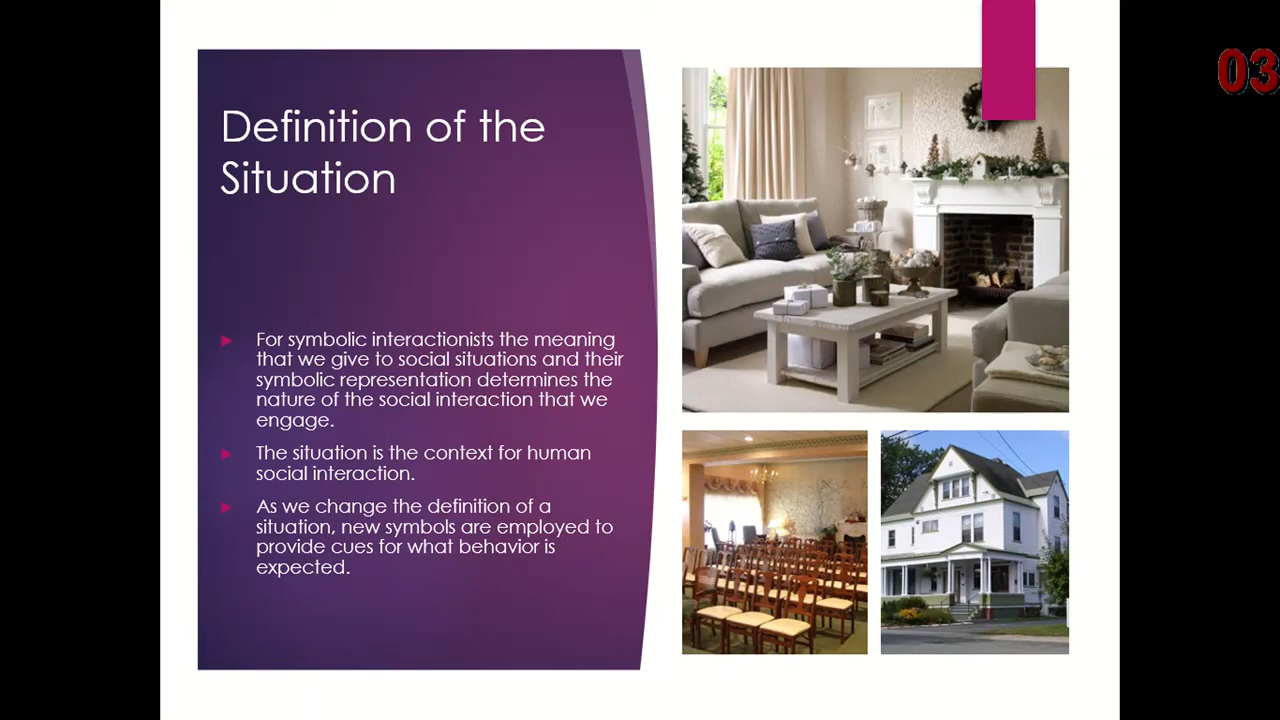 Definition of the
Situation
For symbolic interactionists the meaning
that we give to social situations and their
symbolic representation determines the
nature of the social interaction that we
engage.
The situation is the context for human
social interaction.
As we change the definition of a
situation, new symbols are employed to
provide cues for what behavior is
expected.
03